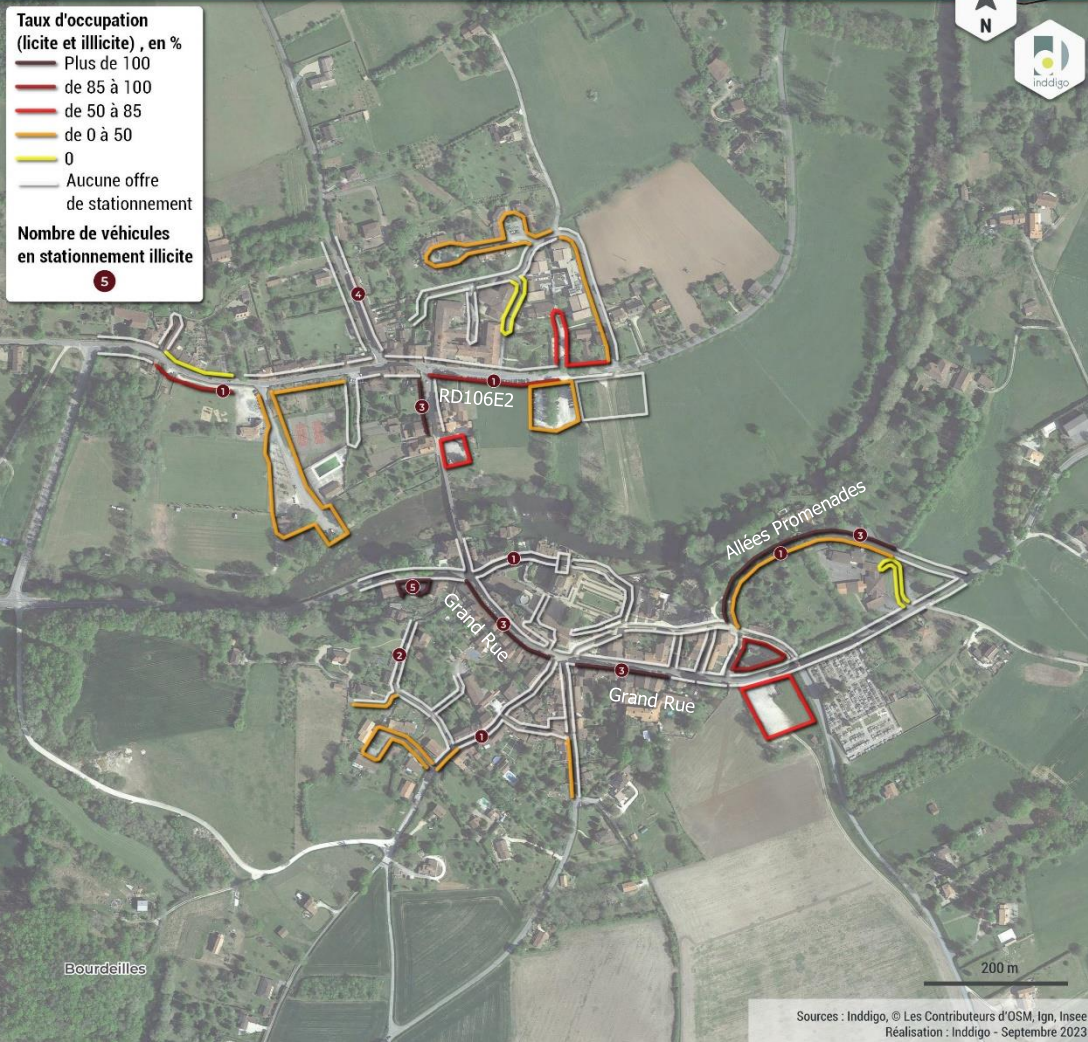 Taux d'occupation
(licite et illlicite) , en %
Plus de 100
de 85 à 100
de 50 à 85
de 0 à 50
0
Aucune offre
de stationnement
Nombre de véhicules
en stationnement illicite
5
N
inddigo
4
1
1
RD106E2
3
Allées Promenades
3
1
1
5
Grand Rue
3
2
3
Grand Rue
1
Bourdeilles
200 m
Sources : Inddigo, © Les Contributeurs d'OSM, Ign, Insee
Réalisation : Inddigo - Septembre 2023